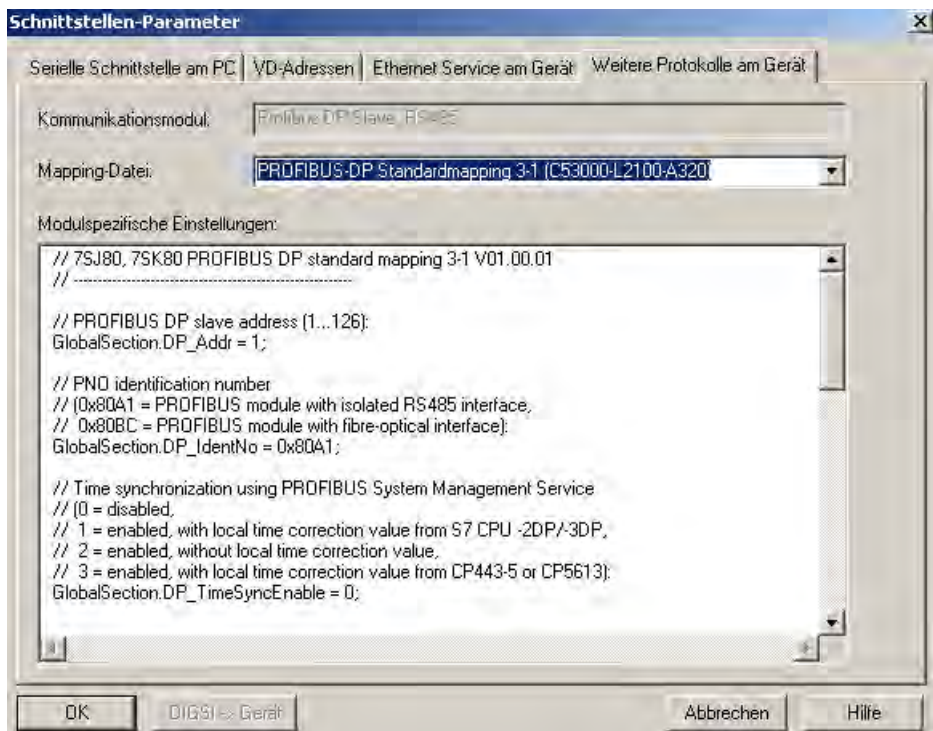 Schnittstellen-Parameter
Serielle Schnittstelle am PC
VD-Adressen
Ethernet Service am Gerät
Weitere Protokolle am Gerät
Kommunikationsmodul:
Profibus DP Slave, RS485
Mapping-Datei:
PROFIBUS-DP Standardmapping 3-1 (C53000-L2100-A320)
Modulspezifische Einstellungen:
// 7SJ80, 7SK80 PROFIBUS DP standard mapping 3-1 V01.00.01
// --------------------------------------------------------
// PROFIBUS DP slave address (1...126):
GlobalSection.DP_Addr = 1;
// PNO identification number
// (0x80A1 = PROFIBUS module with isolated RS485 interface,
// 0x80BC = PROFIBUS module with fibre-optical interface):
GlobalSection.DP_IdentNo = 0x80A1;
// Time synchronization using PROFIBUS System Management Service
// (0 = disabled,
// 1 = enabled, with local time correction value from S7 CPU -2DP/-3DP,
// 2 = enabled, without local time correction value,
// 3 = enabled, with local time correction value from CP443-5 or CP5613):
GlobalSection.DP_TimeSyncEnable = 0;
OK
DIGSI -> Gerät
Abbrechen
Hilfe